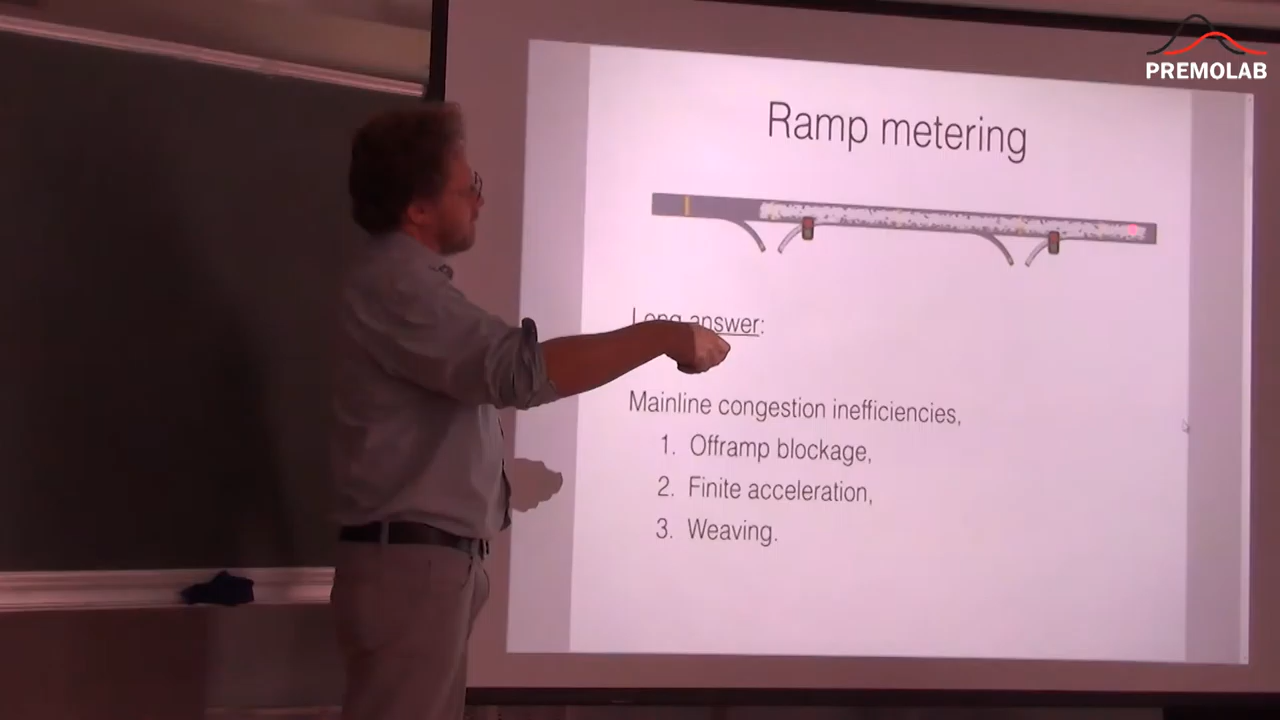 PREMOLAB
Ramp metering
Long answer:
Mainline congestion inefficiencies,
1. Offramp blockage,
2. Finite acceleration,
3. Weaving.